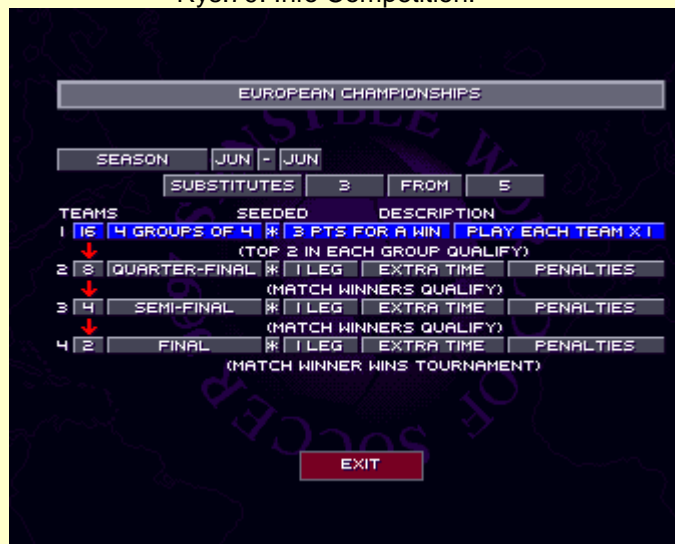 EUROPEAN CHAMPIONSHIPS
SEASON JUN - JUN
SUBSTITUTES 3 FROM 5
TEAMS SEEDED DESCRIPTION
1 16 4 GROUPS OF 4 * 3 PTS FOR A WIN PLAY EACH TEAM X 1
(TOP 2 IN EACH GROUP QUALIFY)
2 8 QUARTER-FINAL * 1 LEG EXTRA TIME PENALTIES
(MATCH WINNERS QUALIFY)
3 4 SEMI-FINAL * 1 LEG EXTRA TIME PENALTIES
(MATCH WINNERS QUALIFY)
4 2 FINAL * 1 LEG EXTRA TIME PENALTIES
(MATCH WINNER WINS TOURNAMENT)
OF SOCCER
EXIT